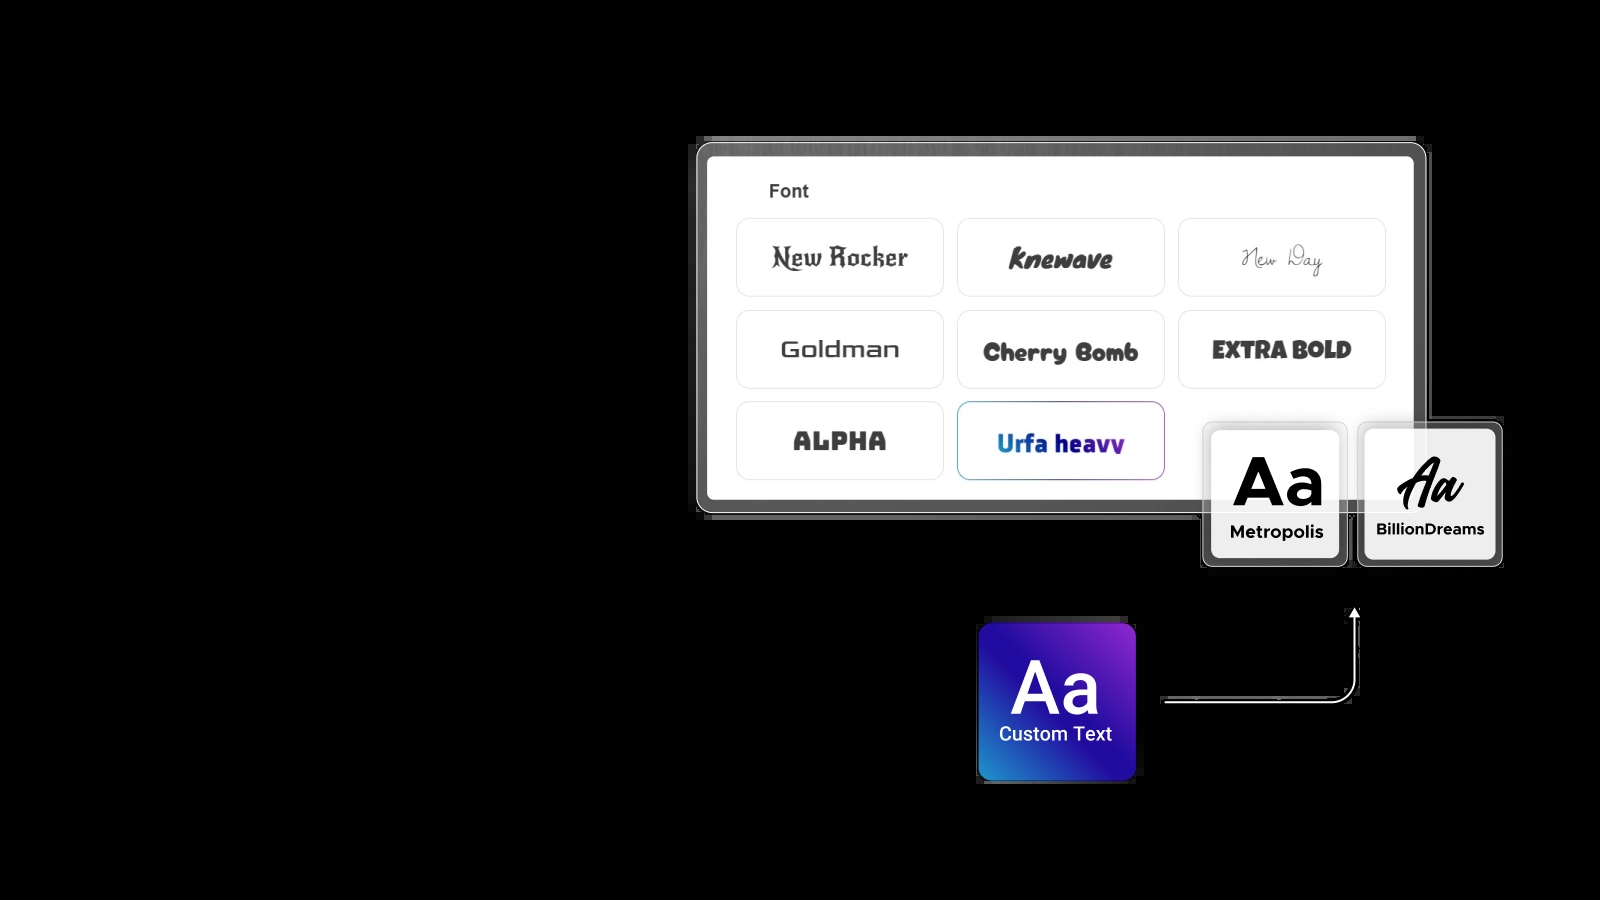 Font
New Rocker
Knewave
New Day
Goldman
Cherry Bomb
EXTRA BOLD
ALPHA
Urfa heavy
Aa
Metropolis
Aa
BillionDreams
Aa
Custom Text